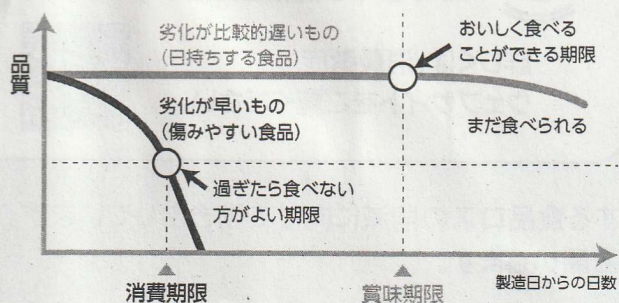 品質
劣化が比較的遅いもの
(日持ちする食品)
おいしく食べる
ことができる期限
劣化が早いもの
(傷みやすい食品)
まだ食べられる
過ぎたら食べない
方がよい期限
消費期限
賞味期限
製造日からの日数